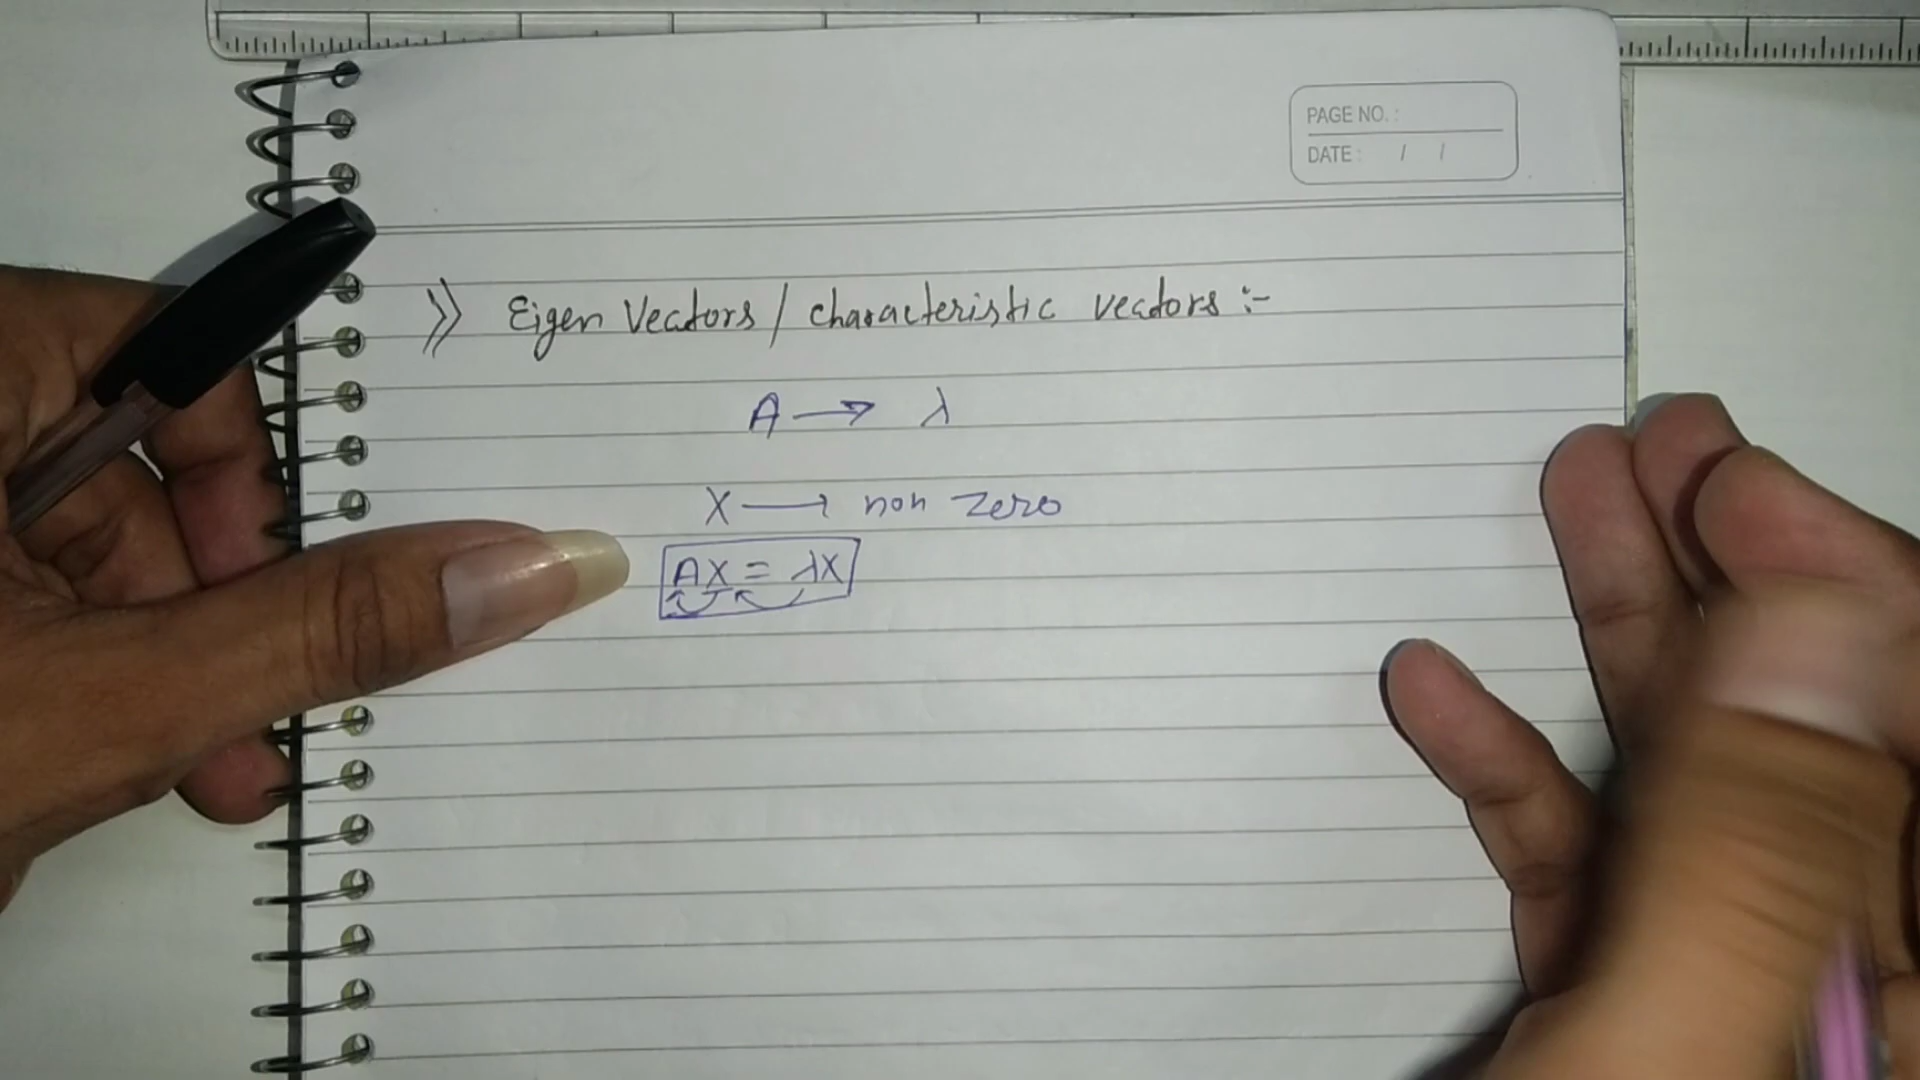 PAGE NO. :
DATE : / /
>> Eigen Vectors / characteristic vectors :-
A → λ
X → non zero
AX = λX